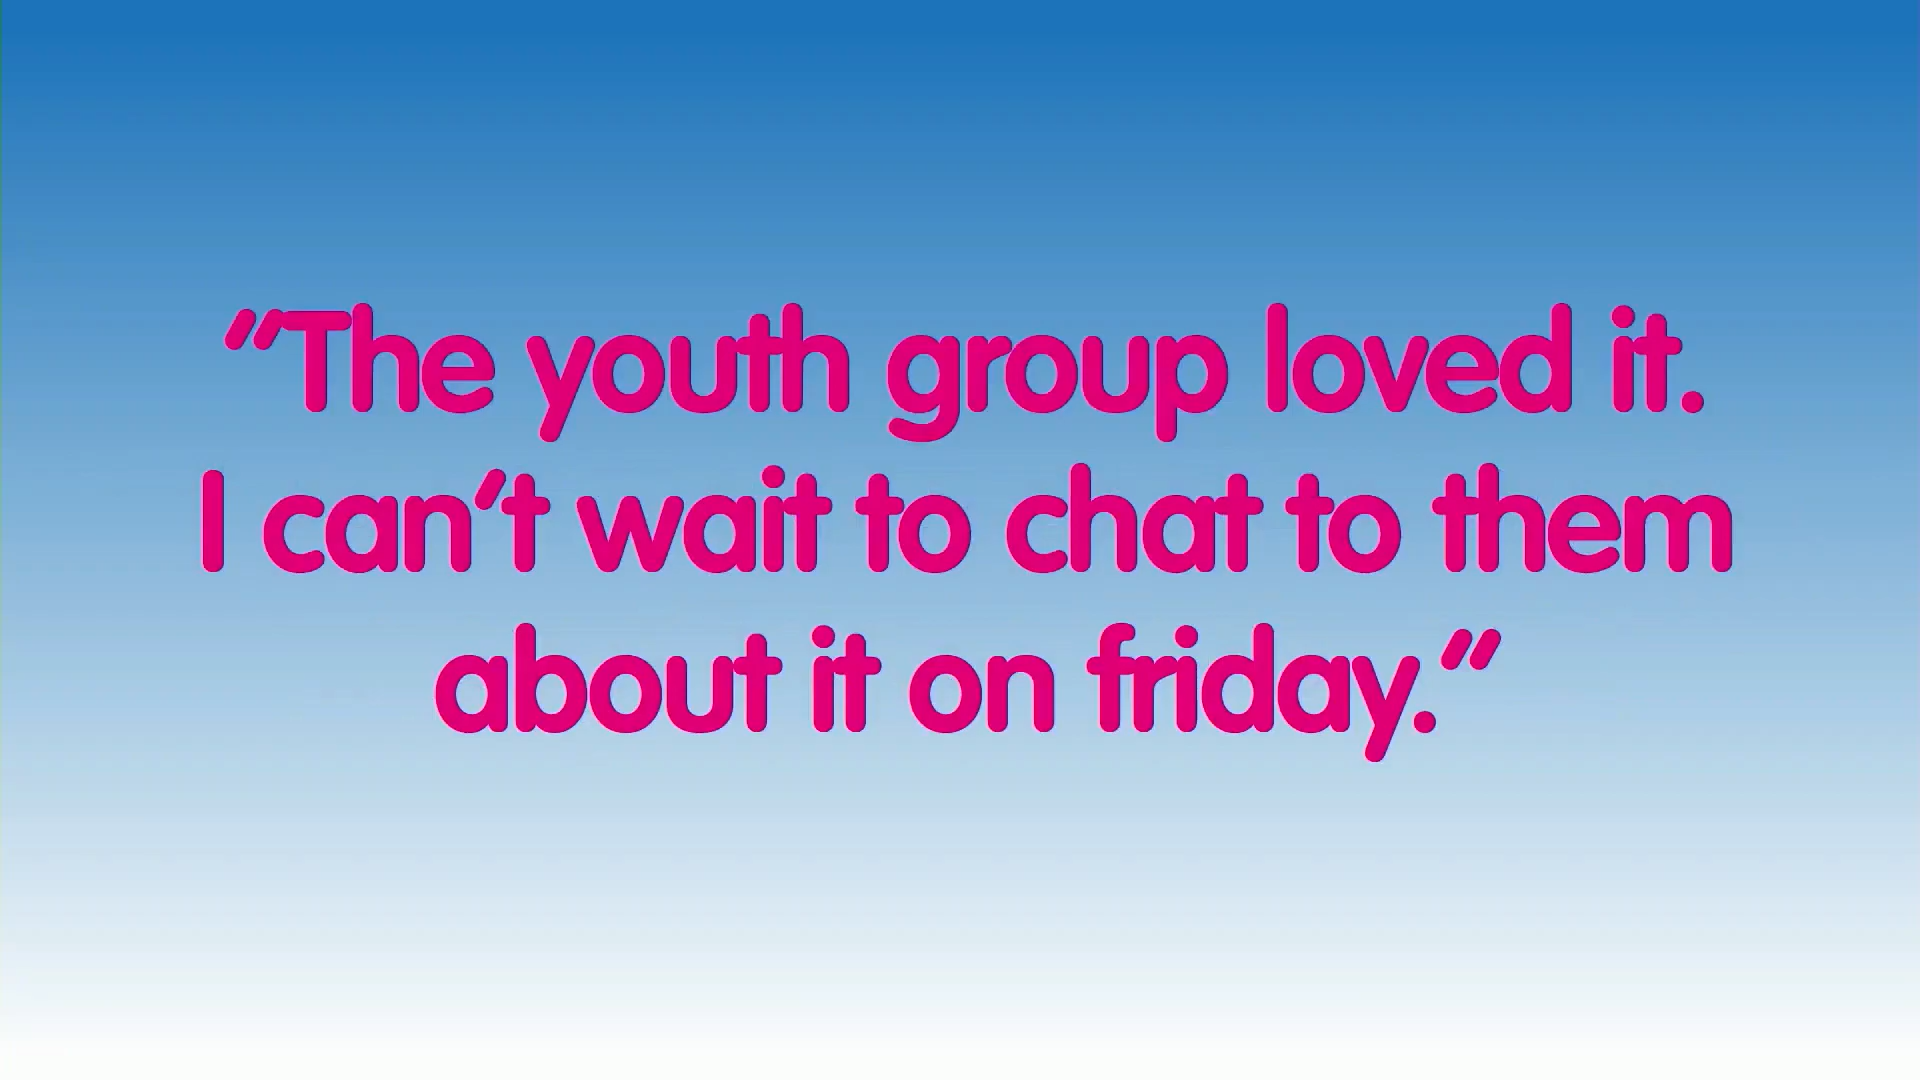 “The youth group loved it.
I can’t wait to chat to them
about it on friday.”